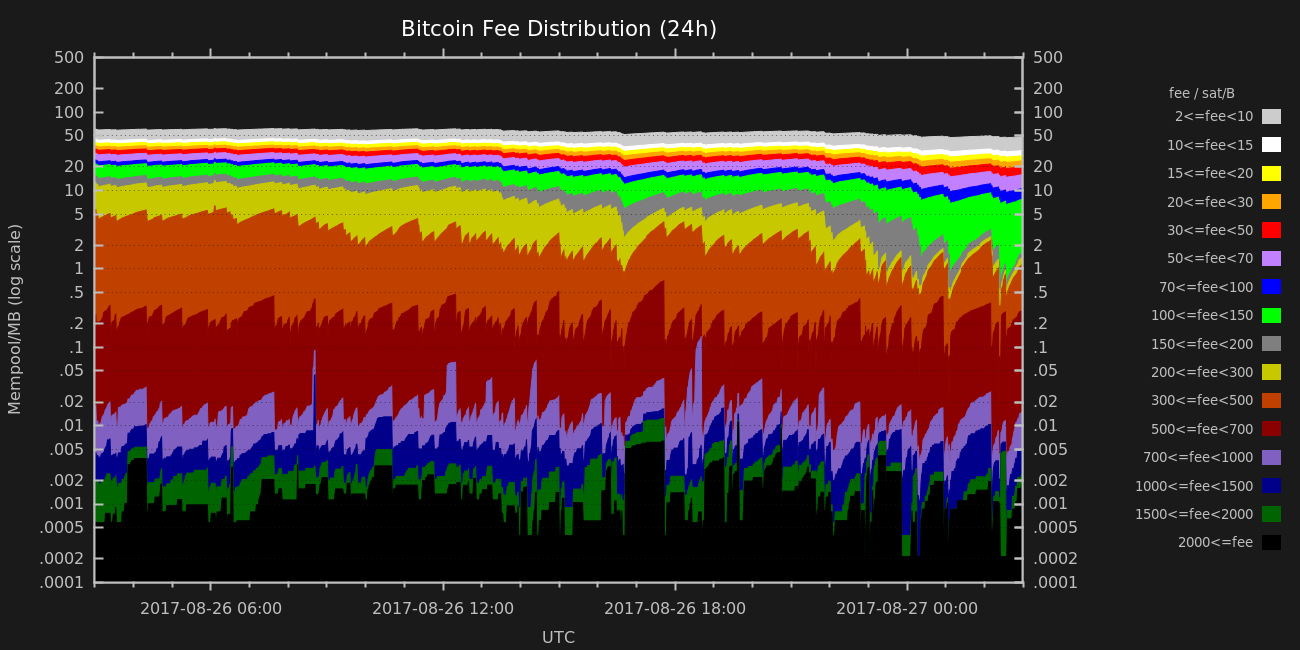 Bitcoin Fee Distribution (24h)
500
200
100
50
20
10
5
2
1
.5
.2
.1
.05
.02
.01
.005
.002
.001
.0005
.0002
.0001
Mempool/MB (log scale)
500
200
100
50
20
10
5
2
1
.5
.2
.1
.05
.02
.01
.005
.002
.001
.0005
.0002
.0001
2017-08-26 06:00 2017-08-26 12:00 2017-08-26 18:00 2017-08-27 00:00
UTC
fee / sat/B
2<=fee<10
10<=fee<15
15<=fee<20
20<=fee<30
30<=fee<50
50<=fee<70
70<=fee<100
100<=fee<150
150<=fee<200
200<=fee<300
300<=fee<500
500<=fee<700
700<=fee<1000
1000<=fee<1500
1500<=fee<2000
2000<=fee